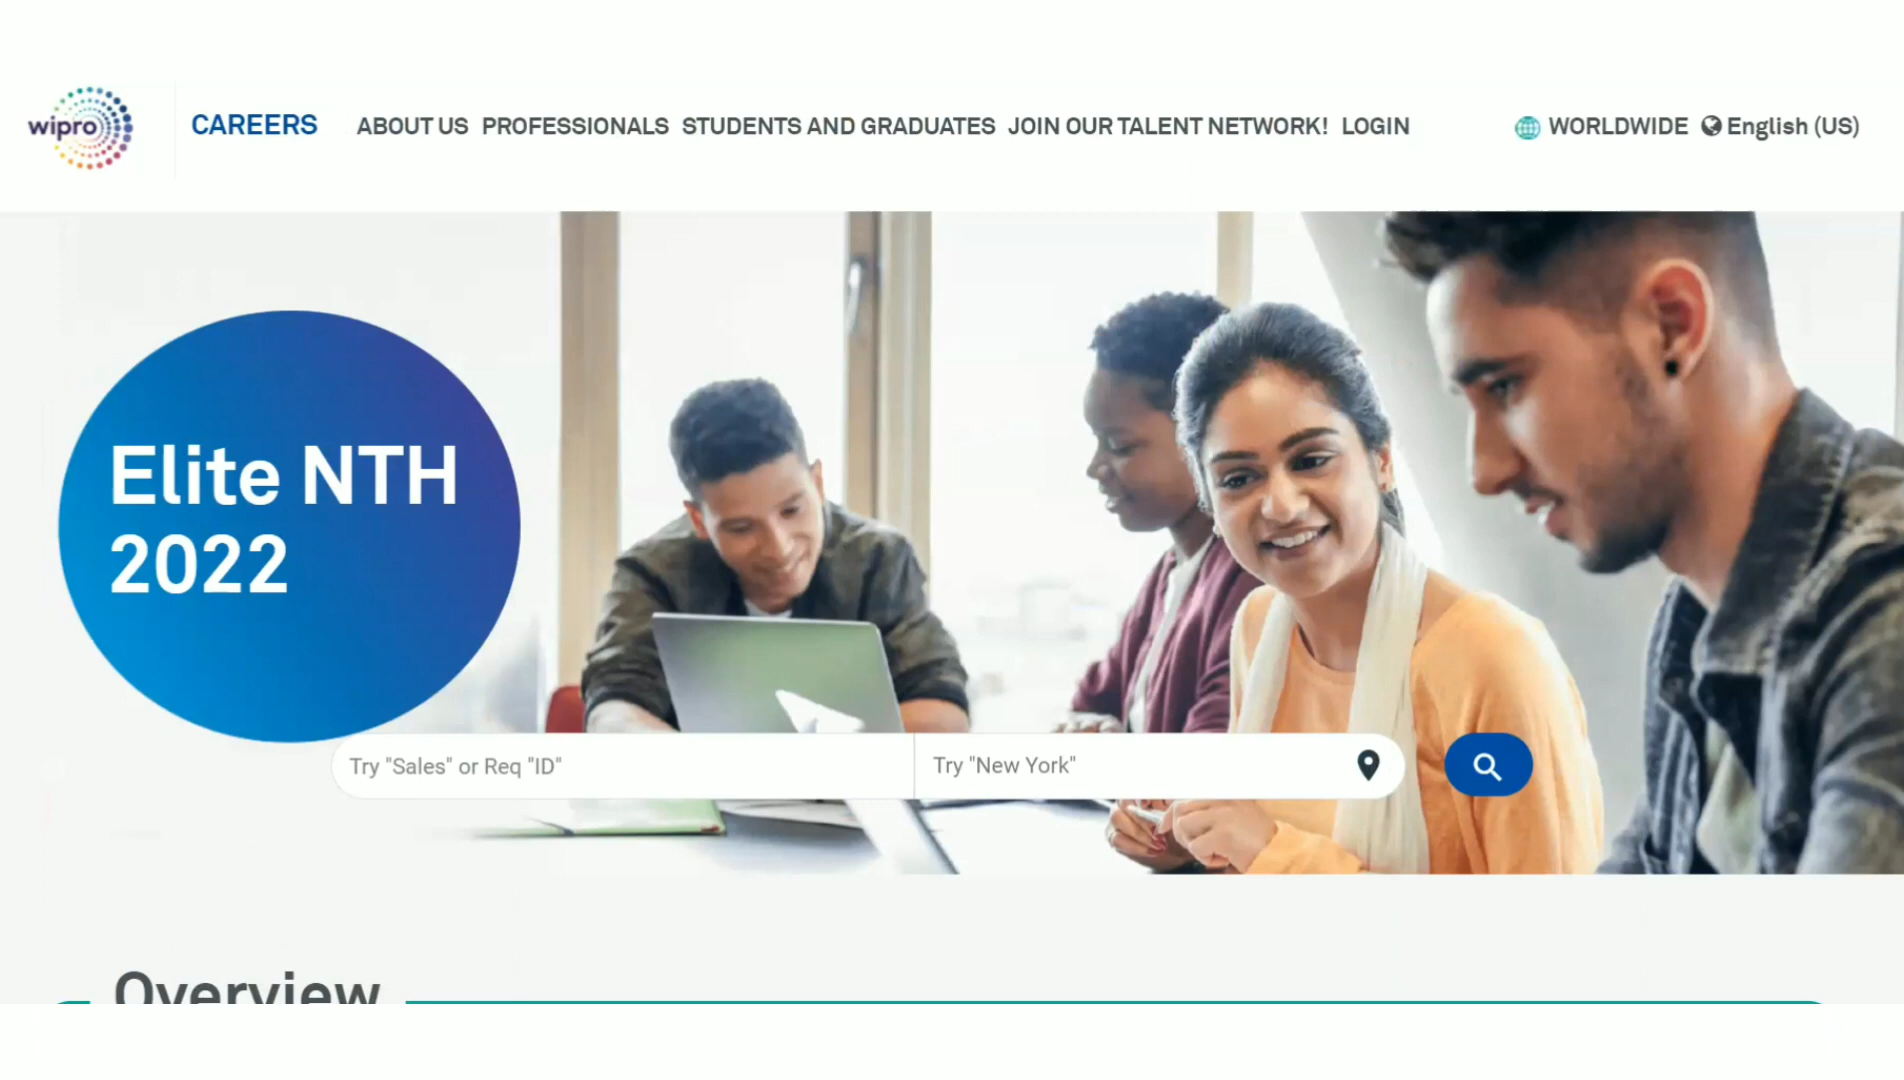 wipro
CAREERS
ABOUT US PROFESSIONALS STUDENTS AND GRADUATES JOIN OUR TALENT NETWORK! LOGIN
WORLDWIDE English (US)
Elite NTH
2022
Try "Sales" or Req "ID"
Try "New York"
Overview